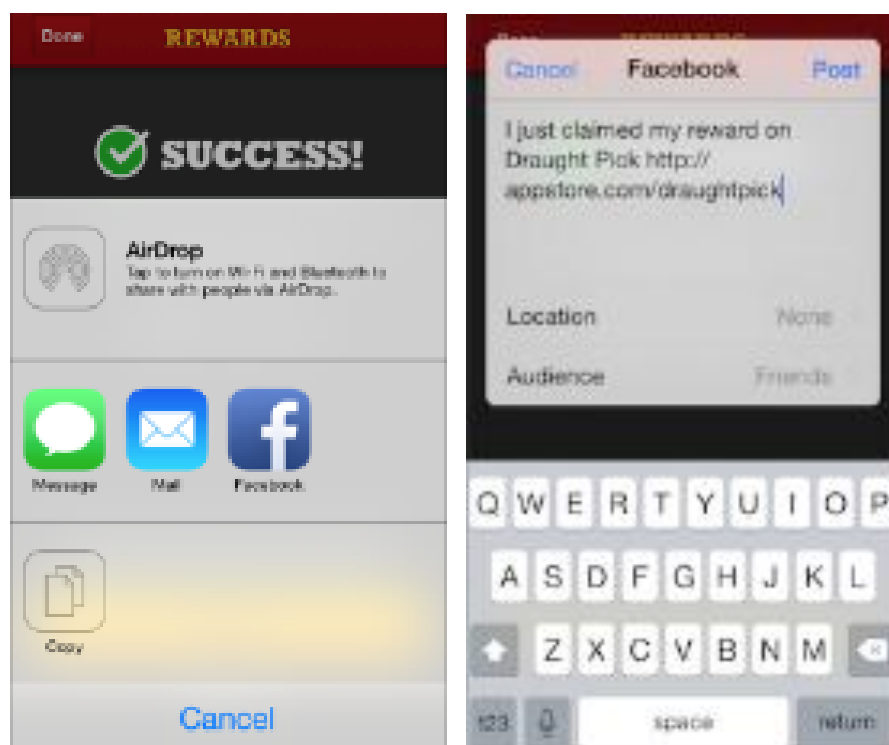 Done REWARDS
SUCCESS!
AirDrop
Tap to turn on Wi-Fi and Bluetooth to
share with people via AirDrop.
Message Mail Facebook
Copy
Cancel
Cancel Facebook Post
I just claimed my reward on
Draught Pick http://
appstore.com/draughtpick
Location None
Audience Friends
Q W E R T Y U I O P
A S D F G H J K L
Z X C V B N M
123 space return